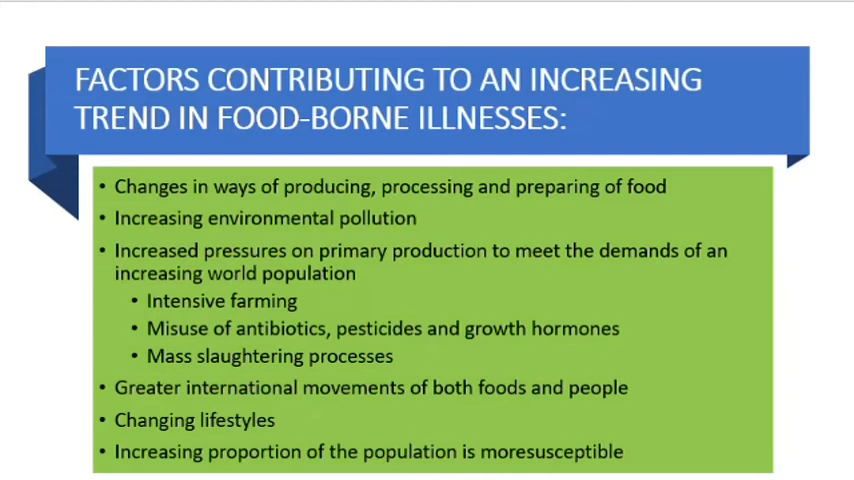 FACTORS CONTRIBUTING TO AN INCREASING
TREND IN FOOD-BORNE ILLNESSES:
• Changes in ways of producing, processing and preparing of food
• Increasing environmental pollution
• Increased pressures on primary production to meet the demands of an
increasing world population
• Intensive farming
• Misuse of antibiotics, pesticides and growth hormones
• Mass slaughtering processes
• Greater international movements of both foods and people
• Changing lifestyles
• Increasing proportion of the population is moresusceptible